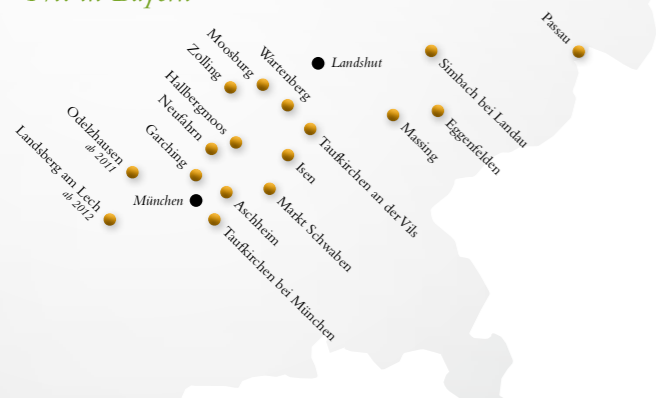 Passau
Moosburg
Wartenberg
Zolling
Landshut
Simbach bei Landau
Hallbergmoos
Neufahrn
Eggenfelden
Massing
Odelzhausen
ab 2011
Garching
Taufkirchen an der Vils
Isen
Landsberg am Lech
ab 2012
München
Aschheim
Markt Schwaben
Taufkirchen bei München